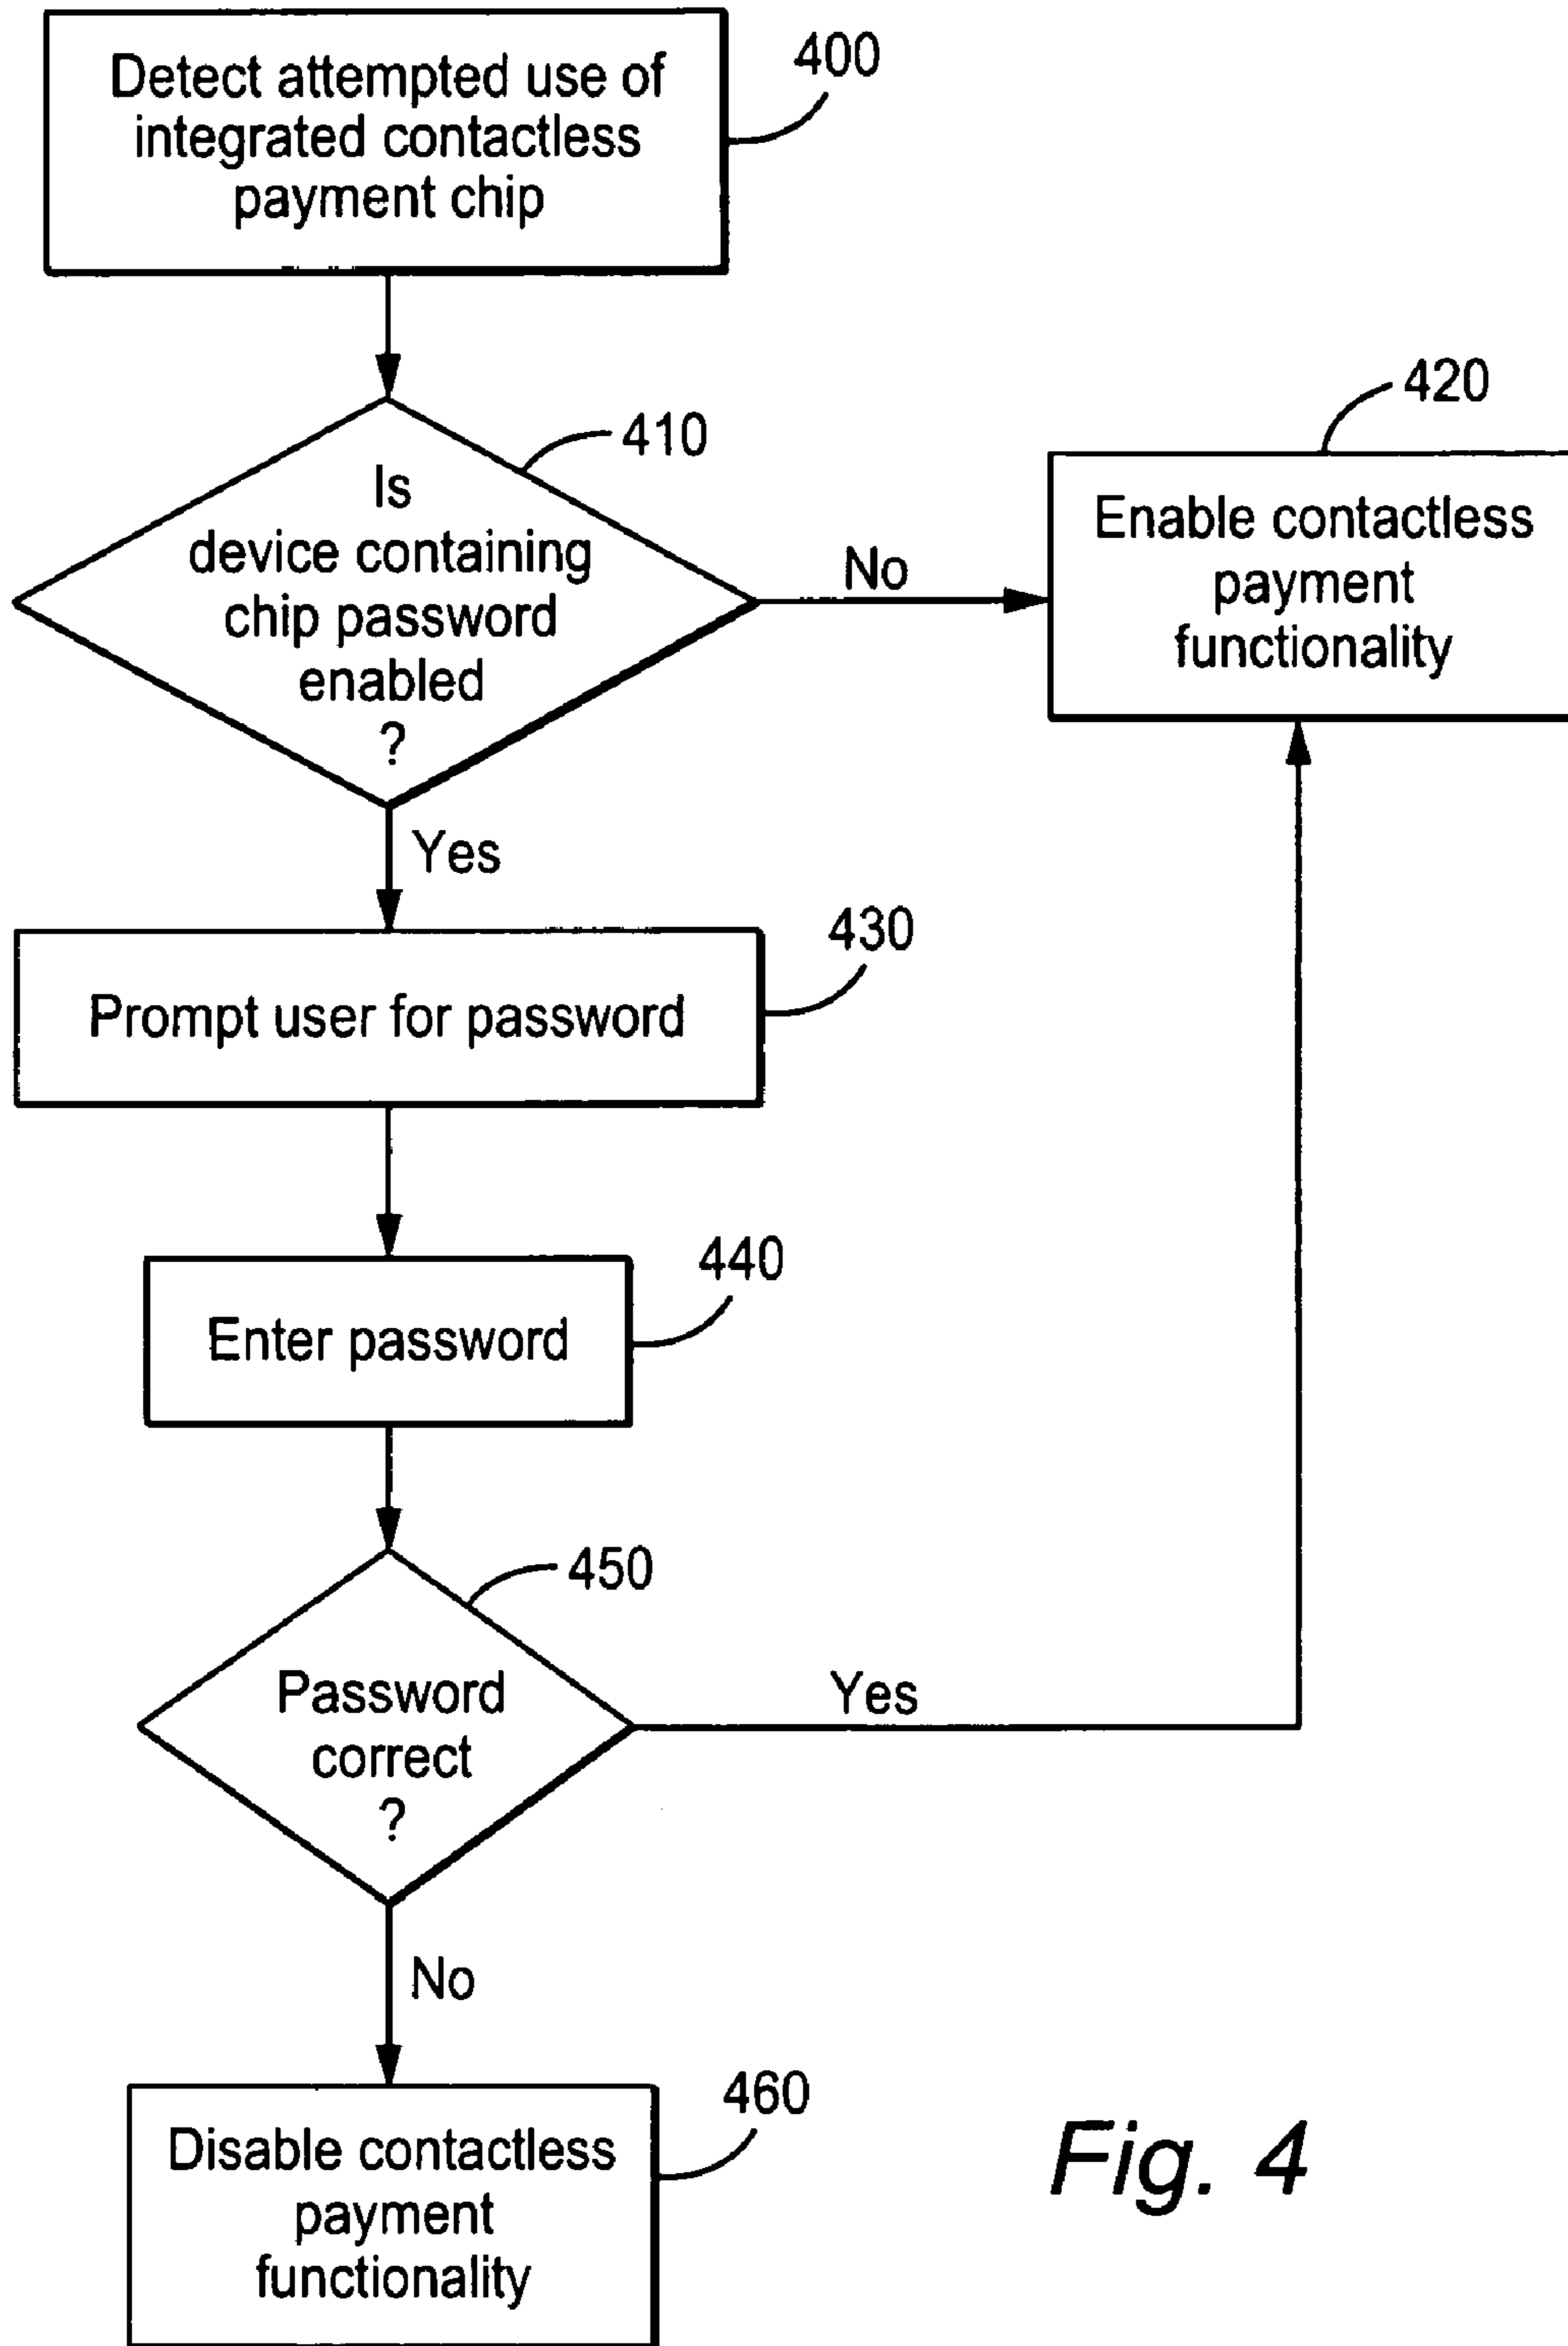 Detect attempted use of
integrated contactless
payment chip
400
Is
device containing
chip password
enabled
?
410
No
Enable contactless
payment
functionality
420
Yes
Prompt user for password
430
Enter password
440
Password
correct
?
450
Yes
No
Disable contactless
payment
functionality
460
Fig. 4